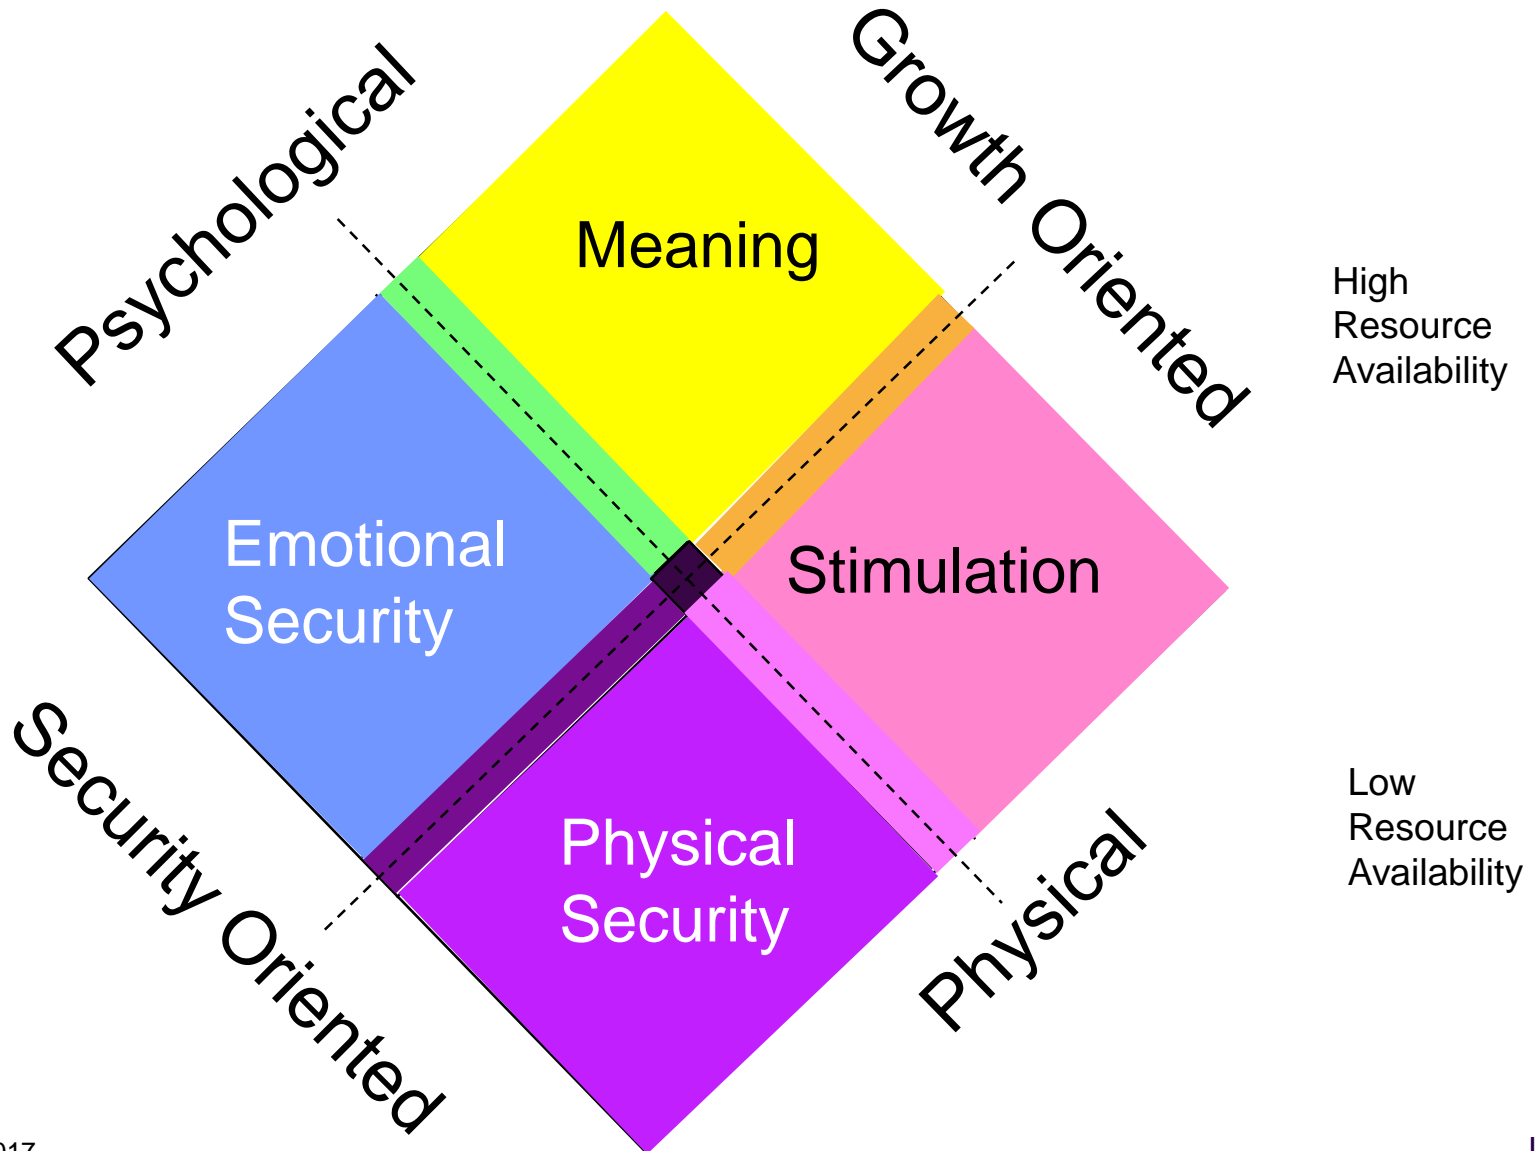 Psychological
Growth Oriented
Meaning
High
Resource
Availability
Emotional
Security
Stimulation
Security Oriented
Physical
Security
Physical
Low
Resource
Availability